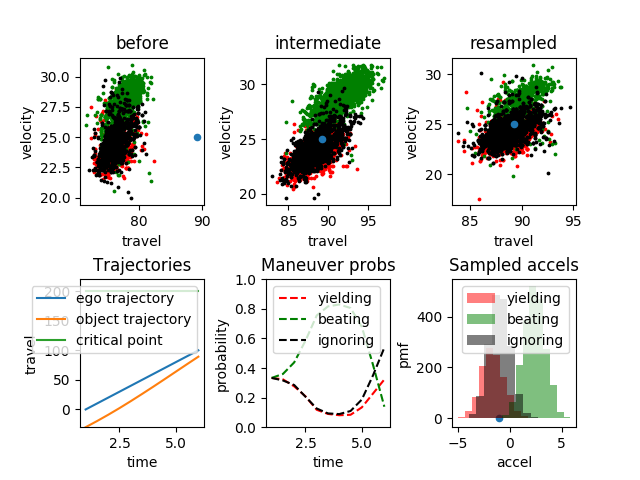 before
intermediate
resampled
velocity
30.0
27.5
25.0
22.5
20.0
80
90
travel
velocity
30
25
20
85
90
95
travel
velocity
30
25
20
85
90
95
travel
Trajectories
Maneuver probs
Sampled accels
travel
200
150
100
50
0
ego trajectory
object trajectory
critical point
2.5
5.0
time
probability
1.0
0.8
0.6
0.4
0.2
0.0
yielding
beating
ignoring
2.5
5.0
time
pmf
400
200
0
yielding
beating
ignoring
−5
0
5
accel